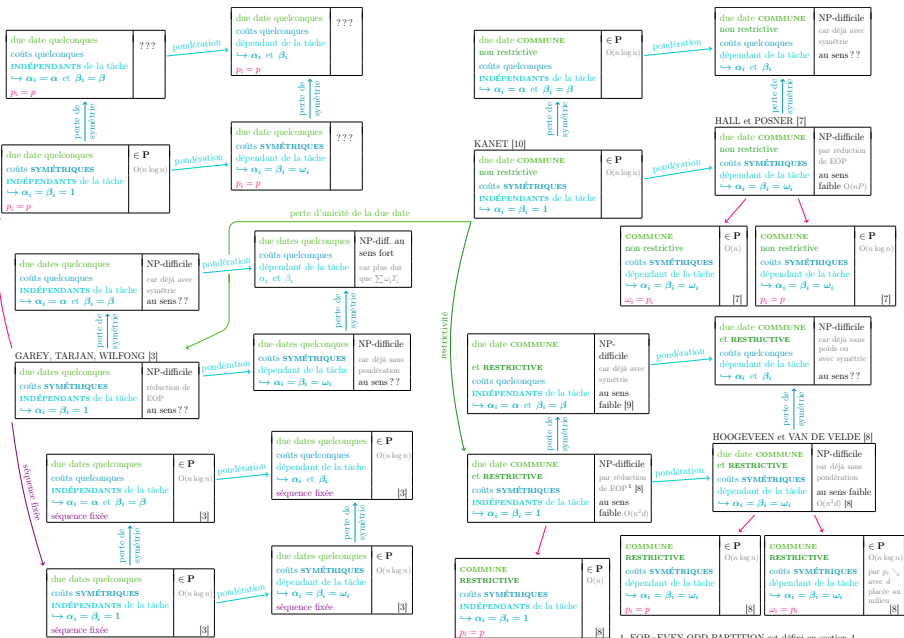 due date quelconques
coûts quelconques
INDÉPENDANTS de la tâche
↪ αᵢ = α et βᵢ = β
pᵢ = p
? ? ?
pondération
due date quelconques
coûts quelconques
dépendant de la tâche
↪ αᵢ et βᵢ
pᵢ = p
? ? ?
perte de
symétrie
perte de
symétrie
due date quelconques
coûts SYMÉTRIQUES
INDÉPENDANTS de la tâche
↪ αᵢ = βᵢ = 1
pᵢ = p
∈ P
O(n log n)
pondération
due date quelconques
coûts SYMÉTRIQUES
dépendant de la tâche
↪ αᵢ = βᵢ = ωᵢ
pᵢ = p
? ? ?
due date COMMUNE
non restrictive
coûts quelconques
INDÉPENDANTS de la tâche
↪ αᵢ = α et βᵢ = β
∈ P
O(n log n)
pondération
due date COMMUNE
non restrictive
coûts quelconques
dépendant de la tâche
↪ αᵢ et βᵢ
NP-difficile
car déjà avec
symétrie
au sens ? ?
perte de
symétrie
perte de
symétrie
KANET [10]
due date COMMUNE
non restrictive
coûts SYMÉTRIQUES
INDÉPENDANTS de la tâche
↪ αᵢ = βᵢ = 1
∈ P
O(n log n)
pondération
HALL et POSNER [7]
due date COMMUNE
non restrictive
coûts SYMÉTRIQUES
dépendant de la tâche
↪ αᵢ = βᵢ = ωᵢ
NP-difficile
par réduction
de EOP
au sens
faible O(nP)
COMMUNE
non restrictive
coûts SYMÉTRIQUES
dépendant de la tâche
↪ αᵢ = βᵢ = ωᵢ
ωᵢ = pᵢ
∈ P
O(n)
[7]
COMMUNE
non restrictive
coûts SYMÉTRIQUES
dépendant de la tâche
↪ αᵢ = βᵢ = ωᵢ
pᵢ = p
∈ P
O(n log n)
[7]
perte d'unicité de la due date
restrictivité
due dates quelconques
coûts quelconques
INDÉPENDANTS de la tâche
↪ αᵢ = α et βᵢ = β
NP-difficile
car déjà avec
symétrie
au sens ? ?
pondération
due dates quelconques
coûts quelconques
dépendant de la tâche
αᵢ et βᵢ
NP-diff. au
sens fort
car plus dur
que ∑ωᵢTᵢ
perte de
symétrie
perte de
symétrie
GAREY, TARJAN, WILFONG [3]
due dates quelconques
coûts SYMÉTRIQUES
INDÉPENDANTS de la tâche
↪ αᵢ = βᵢ = 1
NP-difficile
réduction de
EOP
au sens ? ?
pondération
due dates quelconques
coûts SYMÉTRIQUES
dépendant de la tâche
↪ αᵢ = βᵢ = ωᵢ
NP-difficile
car déjà sans
pondération
au sens ? ?
séquence fixée
due dates quelconques
coûts quelconques
INDÉPENDANTS de la tâche
↪ αᵢ = α et βᵢ = β
séquence fixée
∈ P
O(n log n)
[3]
pondération
due dates quelconques
coûts quelconques
dépendant de la tâche
↪ αᵢ et βᵢ
séquence fixée
∈ P
O(n log n)
[3]
perte de
symétrie
perte de
symétrie
due dates quelconques
coûts SYMÉTRIQUES
INDÉPENDANTS de la tâche
↪ αᵢ = βᵢ = 1
séquence fixée
∈ P
O(n log n)
[3]
pondération
due dates quelconques
coûts SYMÉTRIQUES
dépendant de la tâche
↪ αᵢ = βᵢ = ωᵢ
séquence fixée
∈ P
O(n log n)
[3]
due date COMMUNE
et RESTRICTIVE
coûts quelconques
INDÉPENDANTS de la tâche
↪ αᵢ = α et βᵢ = β
NP-
difficile
car déjà avec
symétrie
au sens
faible [9]
pondération
due date COMMUNE
et RESTRICTIVE
coûts quelconques
dépendant de la tâche
↪ αᵢ et βᵢ
NP-difficile
car déjà sans
poids ou
avec symétrie
au sens ? ?
perte de
symétrie
perte de
symétrie
due date COMMUNE
et RESTRICTIVE
coûts SYMÉTRIQUES
INDÉPENDANTS de la tâche
↪ αᵢ = βᵢ = 1
NP-difficile
par réduction
de EOP ¹ [8]
au sens
faible O(n²d)
pondération
HOOGEVEEN et VAN DE VELDE [8]
due date COMMUNE
et RESTRICTIVE
coûts SYMÉTRIQUES
dépendant de la tâche
↪ αᵢ = βᵢ = ωᵢ
NP-difficile
car déjà sans
pondération
au sens faible
O(n²d) [8]
COMMUNE
RESTRICTIVE
coûts SYMÉTRIQUES
INDÉPENDANTS de la tâche
↪ αᵢ = βᵢ = 1
pᵢ = p
∈ P
O(n)
[8]
COMMUNE
RESTRICTIVE
coûts SYMÉTRIQUES
dépendant de la tâche
↪ αᵢ = βᵢ = ωᵢ
pᵢ = p
∈ P
O(n log n)
[8]
COMMUNE
RESTRICTIVE
coûts SYMÉTRIQUES
dépendant de la tâche
↪ αᵢ = βᵢ = ωᵢ
ωᵢ = pᵢ
∈ P
O(n log n)
par pᵢ ↘
avec d
placée au
milieu
[8]
1. EOP=EVEN ODD PARTITION est défini en section 4